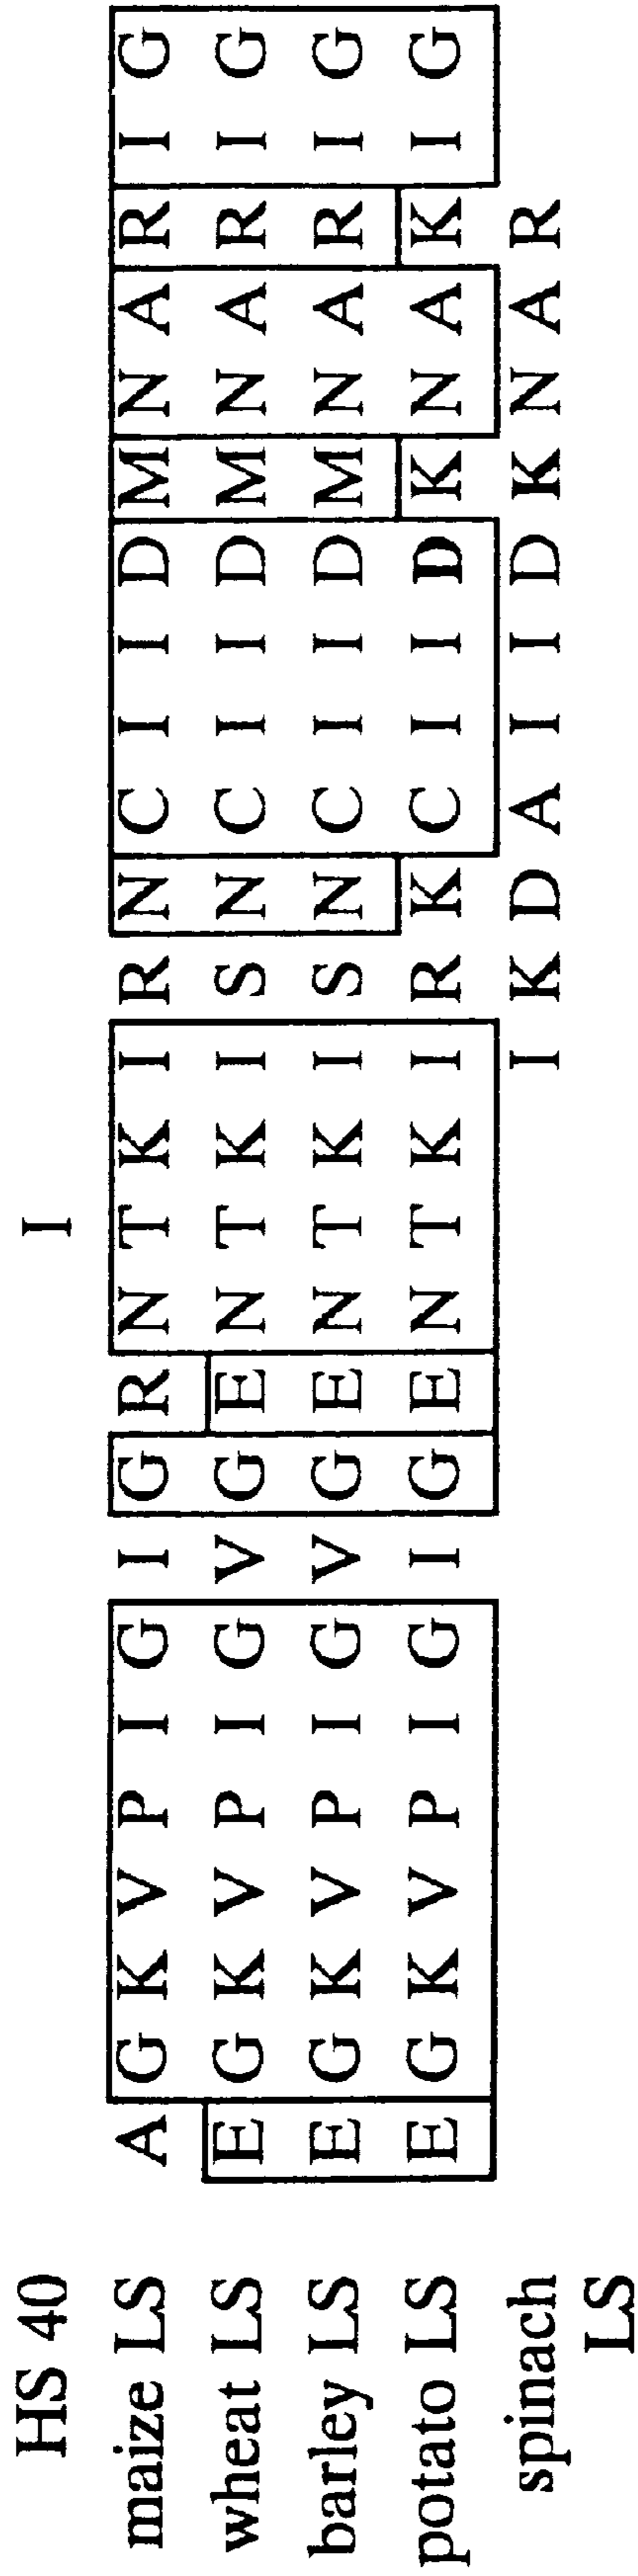 HS 40 I
maize LS A G K V P I G I G R N T K I R N C I I D M N A R I G
wheat LS E G K V P I G V G E N T K I S N C I I D M N A R I G
barley LS E G K V P I G V G E N T K I S N C I I D M N A R I G
potato LS E G K V P I G I G E N T K I R K C I I D K N A K I G
spinach I K D A I I D K N A R
LS